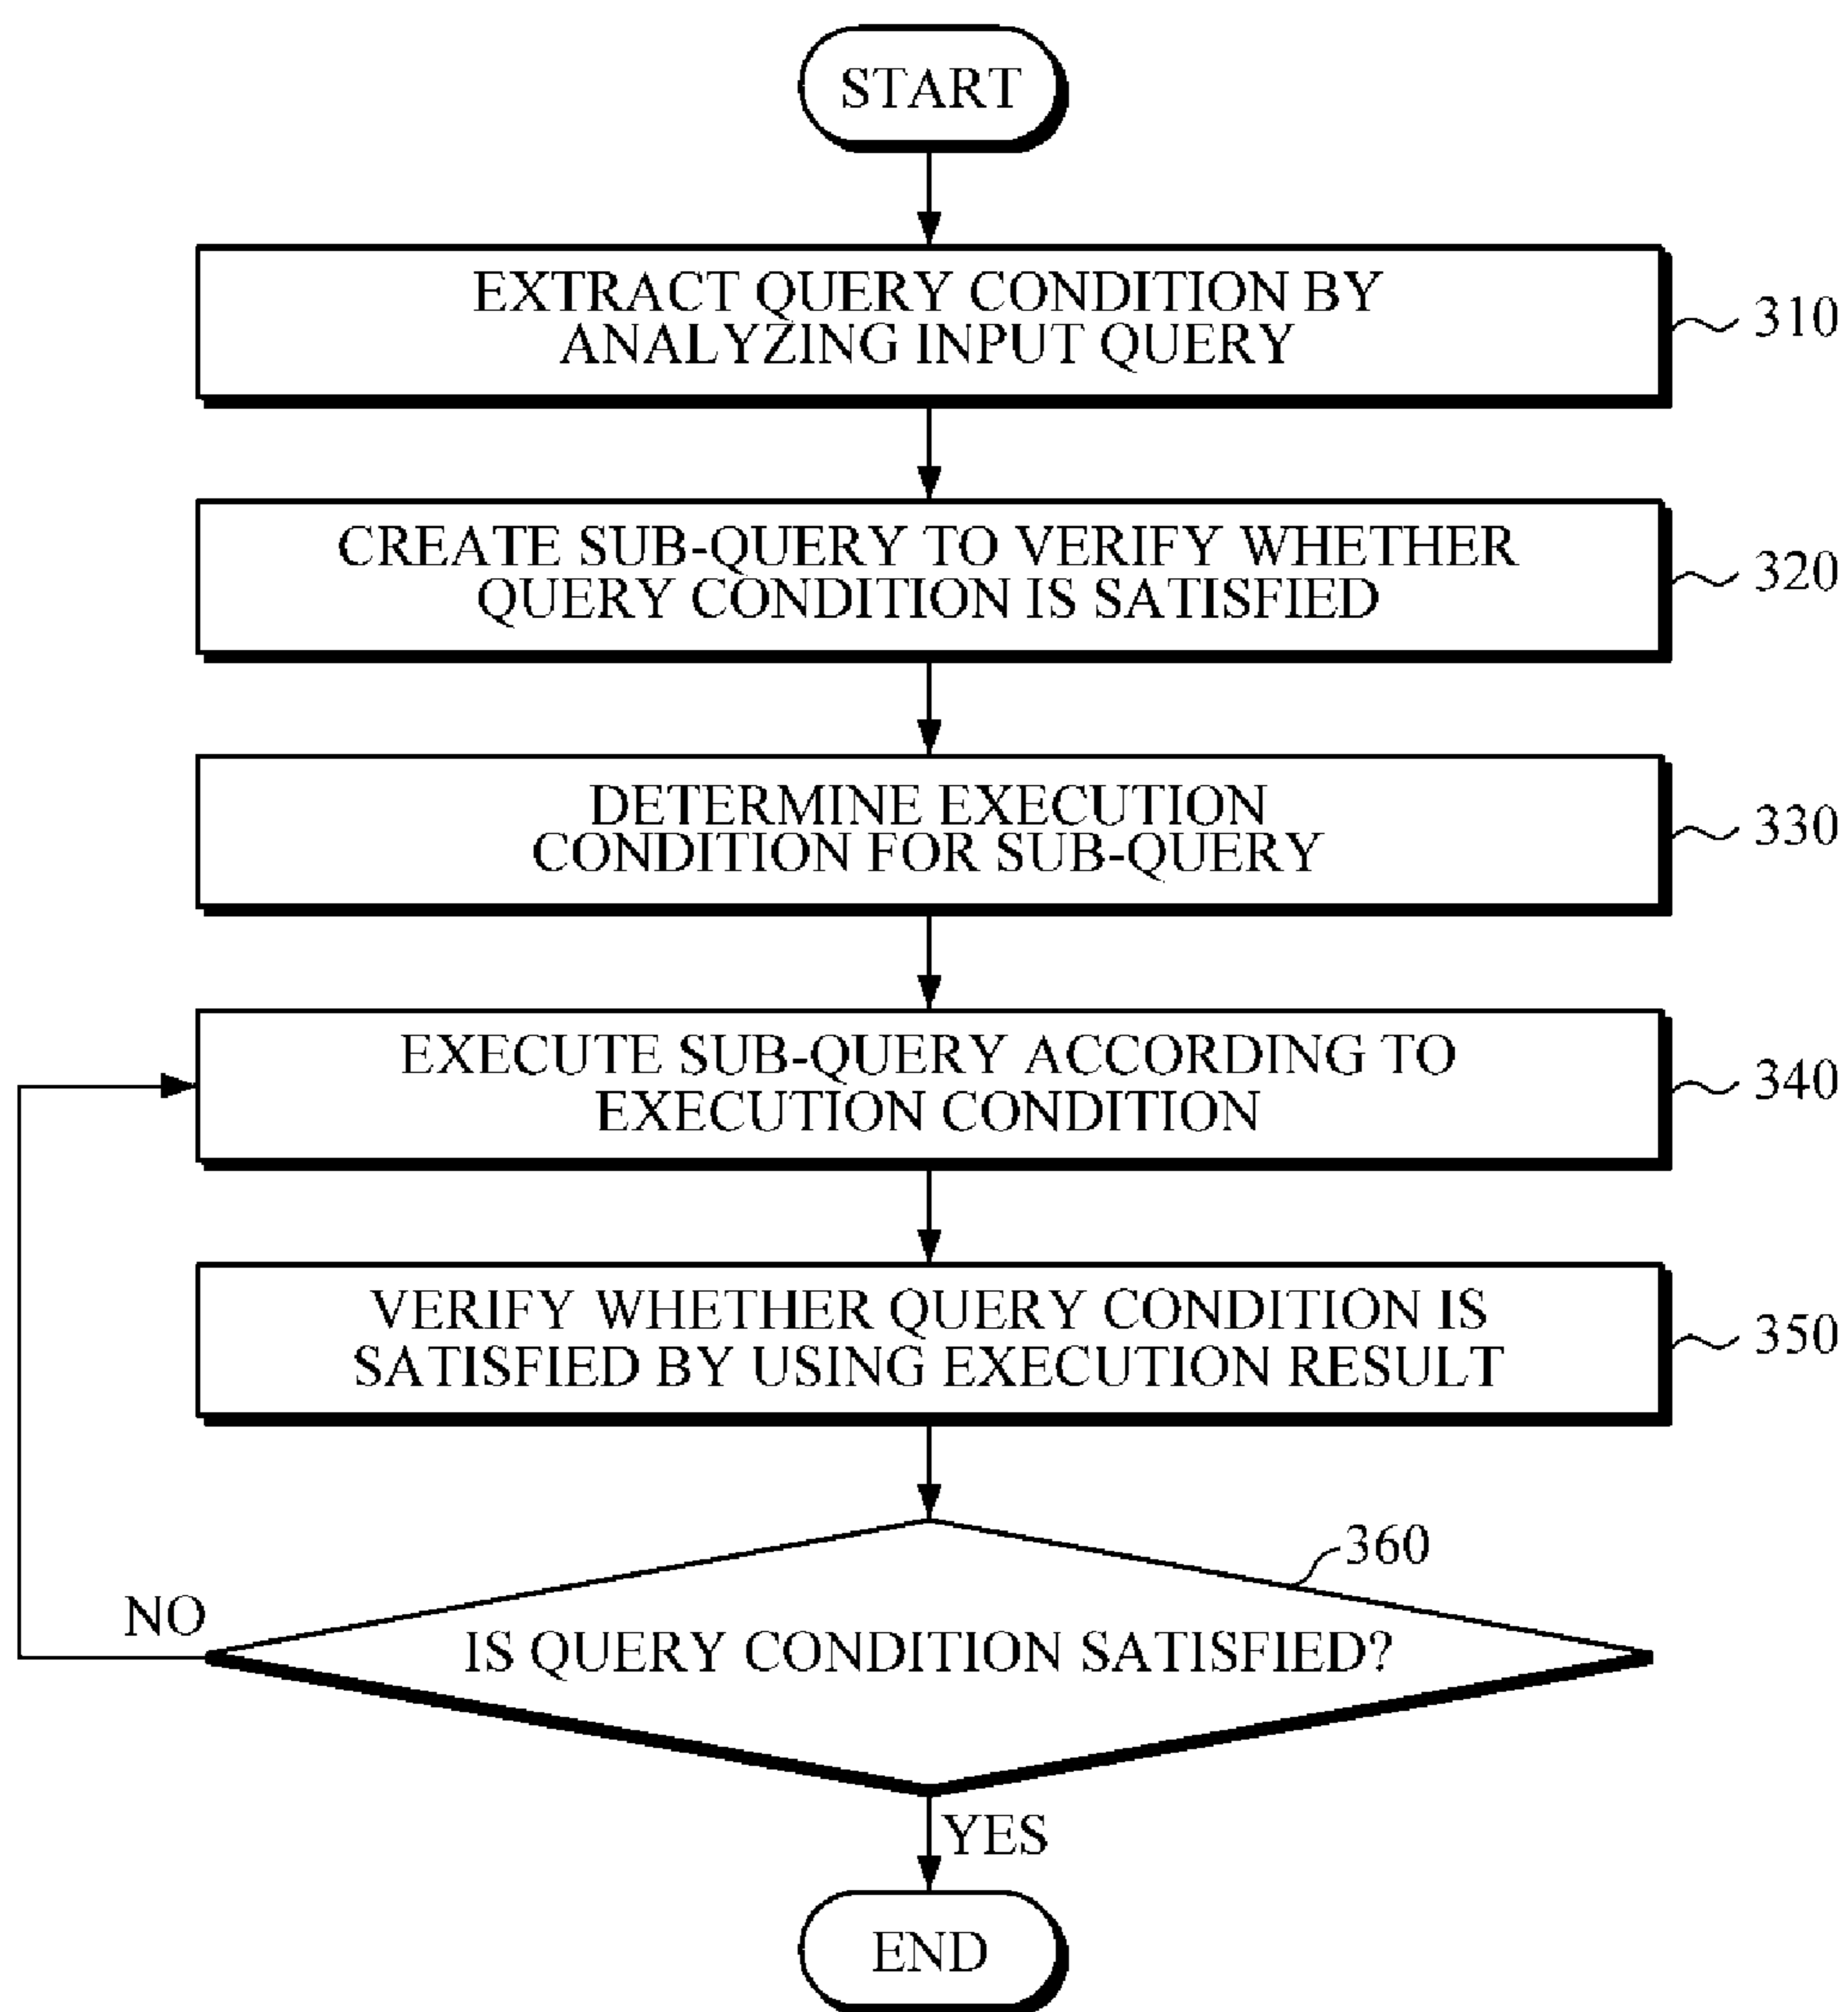 START
EXTRACT QUERY CONDITION BY
ANALYZING INPUT QUERY
310
CREATE SUB-QUERY TO VERIFY WHETHER
QUERY CONDITION IS SATISFIED
320
DETERMINE EXECUTION
CONDITION FOR SUB-QUERY
330
EXECUTE SUB-QUERY ACCORDING TO
EXECUTION CONDITION
340
VERIFY WHETHER QUERY CONDITION IS
SATISFIED BY USING EXECUTION RESULT
350
360
NO
IS QUERY CONDITION SATISFIED?
YES
END